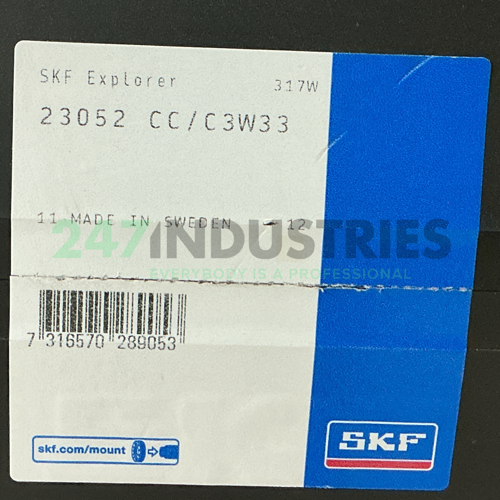 SKF Explorer 317W
23052 CC/C3W33
11 MADE IN SWEDEN - 12
247INDUSTRIES
EVERYBODY IS A PROFESSIONAL
7 316570 289053
skf.com/mount
SKF